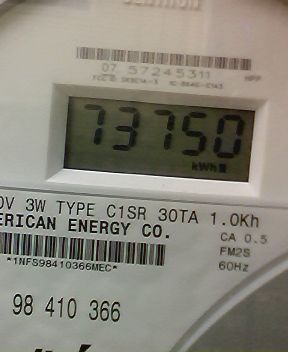 07 57245311
73750
kWh
0V 3W TYPE C1SR 30TA 1.0Kh
ERICAN ENERGY CO.
CA 0.5
FM2S
*1NFS98410366MEC*
60Hz
98 410 366